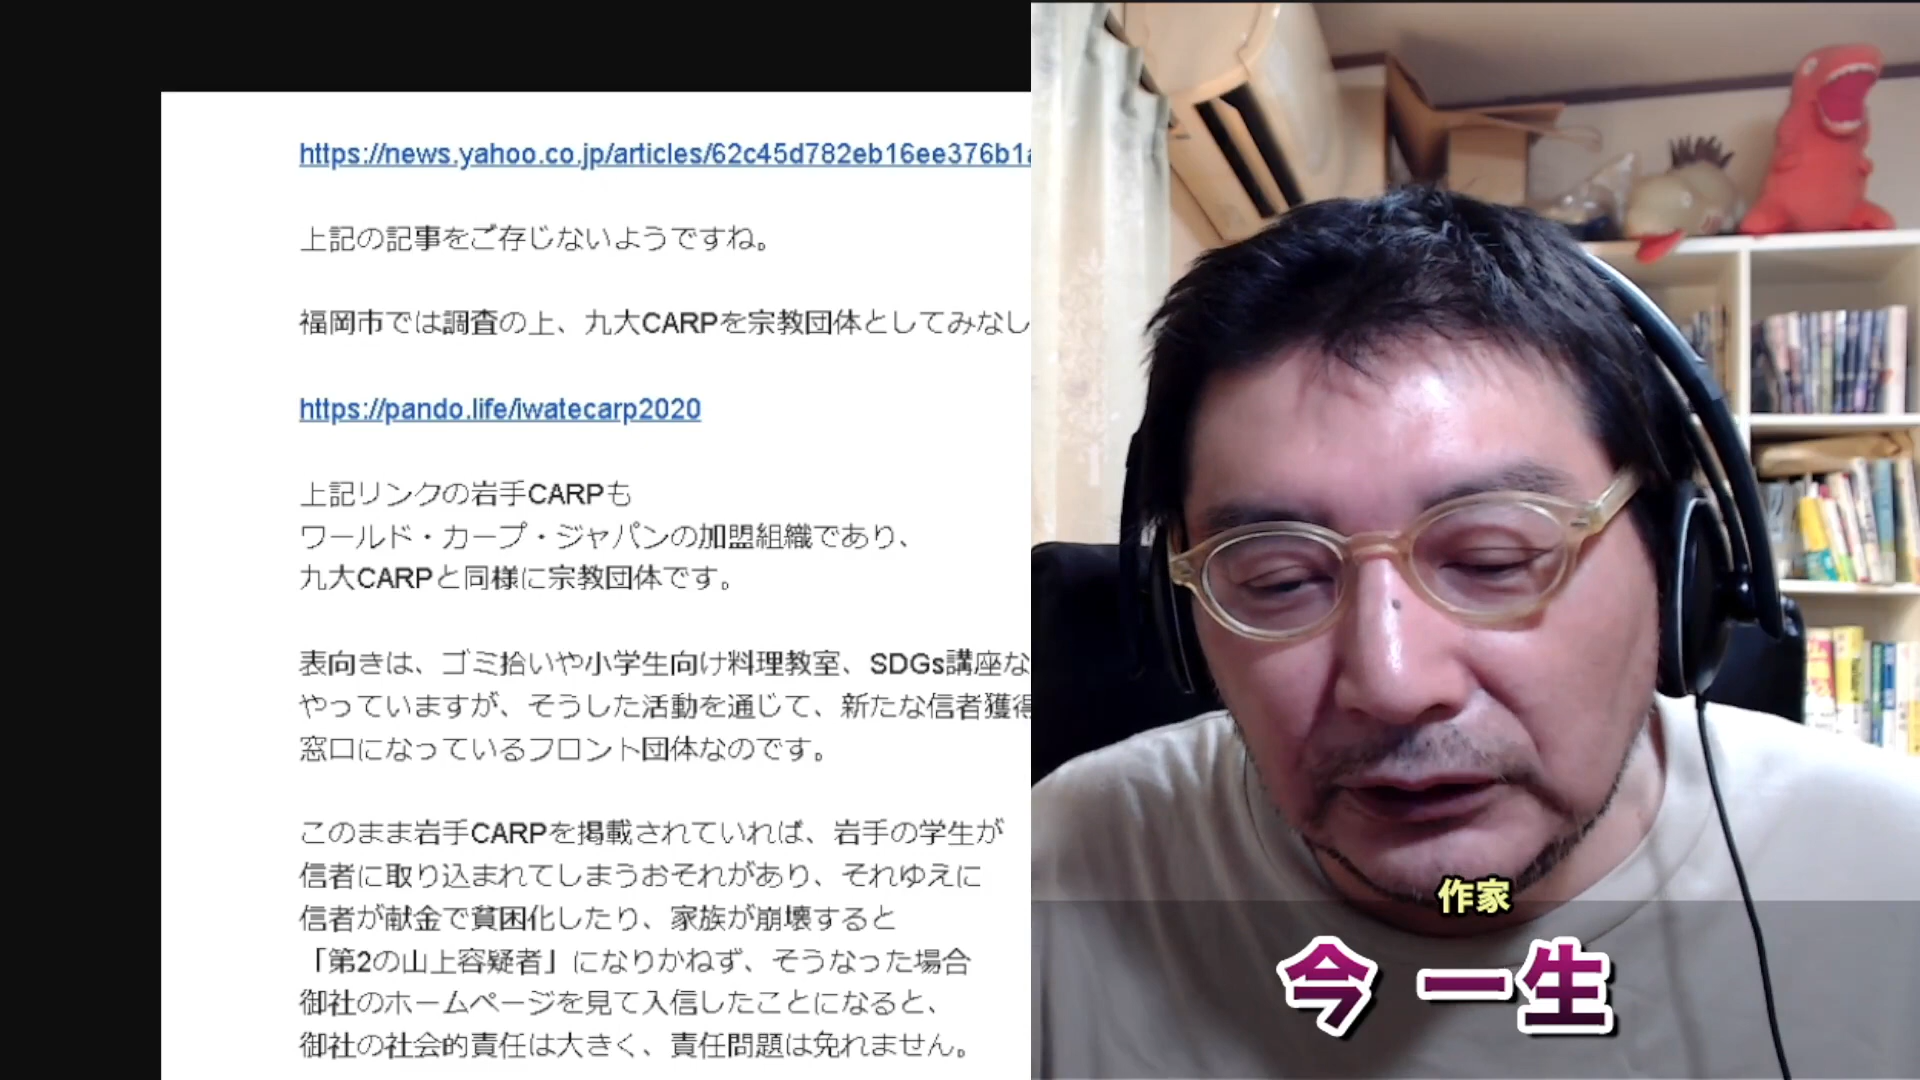 https://news.yahoo.co.jp/articles/62c45d782eb16ee376b1
上記の記事をご存じないようですね。
福岡市では調査の上、九大CARPを宗教団体としてみなし
https://pando.life/iwatecarp2020
上記リンクの岩手CARPも
ワールド・カープ・ジャパンの加盟組織であり、
九大CARPと同様に宗教団体です。
表向きは、ゴミ拾いや小学生向け料理教室、SDGs講座な
やっていますが、そうした活動を通じて、新たな信者獲得
窓口になっているフロント団体なのです。
このまま岩手CARPを掲載されていれば、岩手の学生が
信者に取り込まれてしまうおそれがあり、それゆえに
信者が献金で貧困化したり、家族が崩壊すると
「第2の山上容疑者」になりかねず、そうなった場合
御社のホームページを見て入信したことになると、
御社の社会的責任は大きく、責任問題は免れません。
作家
今 一生